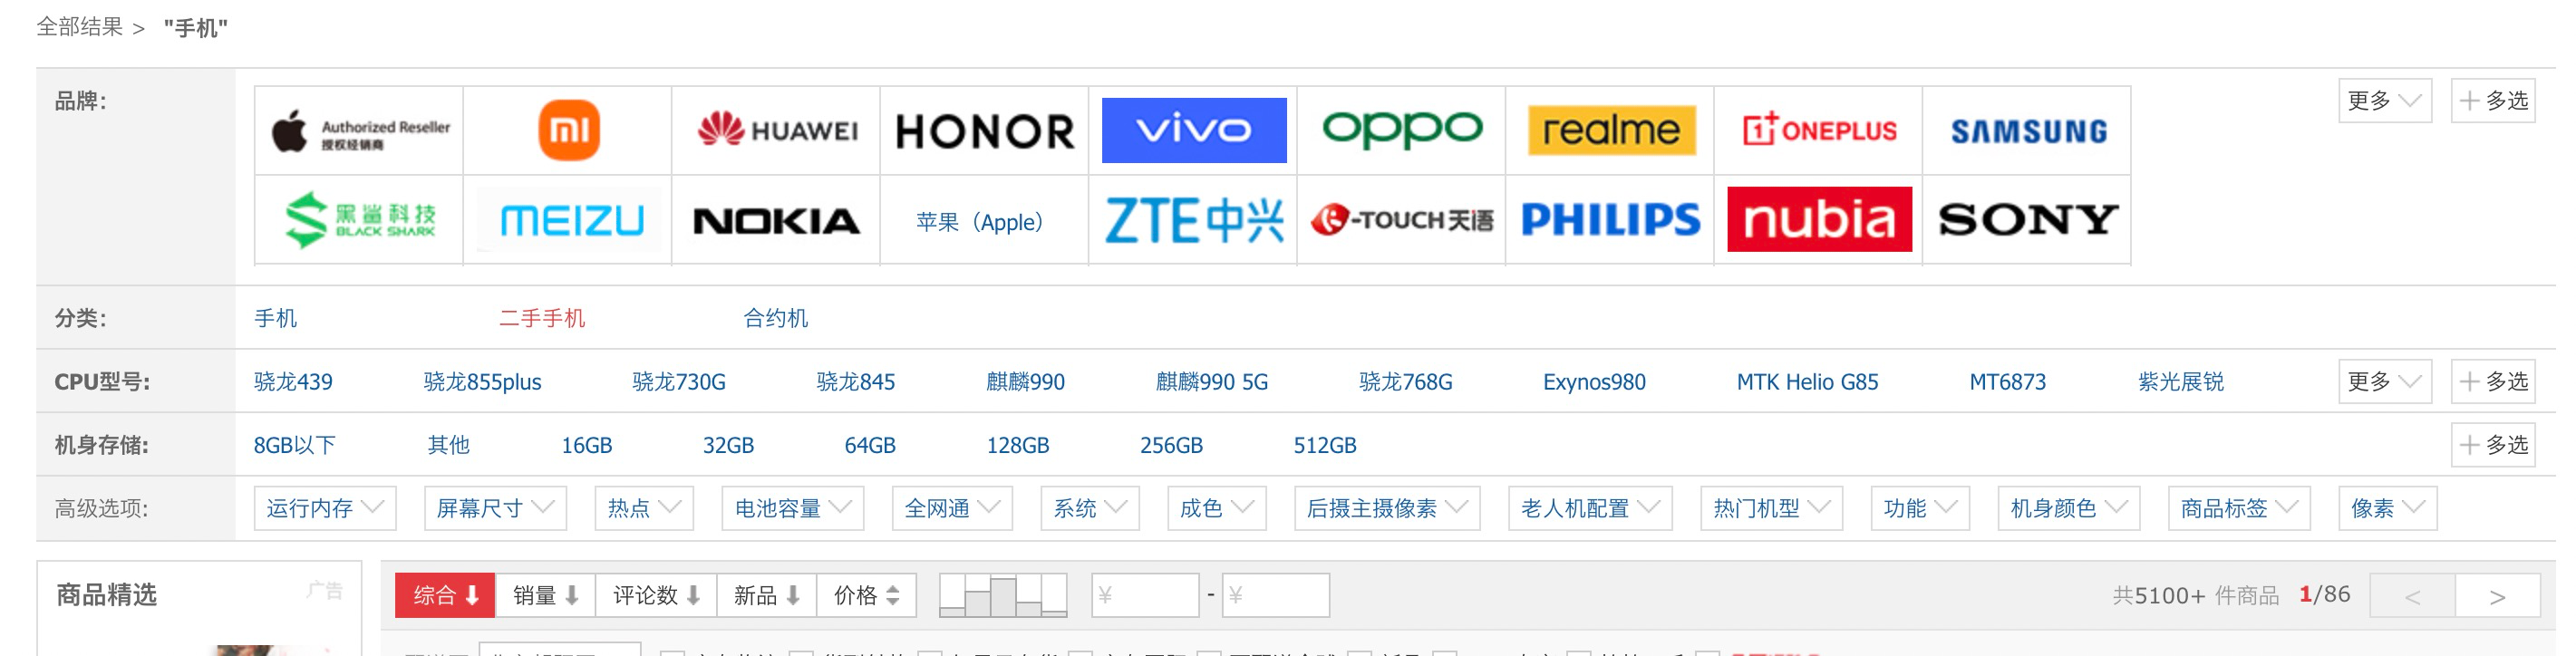 全部结果 > "手机"
品牌：
Authorized Reseller
授权经销商
mi
HUAWEI
HONOR
vivo
oppo
realme
1+ ONEPLUS
SAMSUNG
更多
+ 多选
黑鲨科技
BLACK SHARK
MEIZU
NOKIA
苹果（Apple）
ZTE中兴
K-TOUCH天语
PHILIPS
nubia
SONY
分类： 手机 二手手机 合约机
CPU型号： 骁龙439 骁龙855plus 骁龙730G 骁龙845 麒麟990 麒麟990 5G 骁龙768G Exynos980 MTK Helio G85 MT6873 紫光展锐 更多 + 多选
机身存储： 8GB以下 其他 16GB 32GB 64GB 128GB 256GB 512GB + 多选
高级选项： 运行内存 屏幕尺寸 热点 电池容量 全网通 系统 成色 后摄主摄像素 老人机配置 热门机型 功能 机身颜色 商品标签 像素
商品精选 广告
综合 销量 评论数 新品 价格 ¥ - ¥ 共5100+ 件商品 1/86 < >